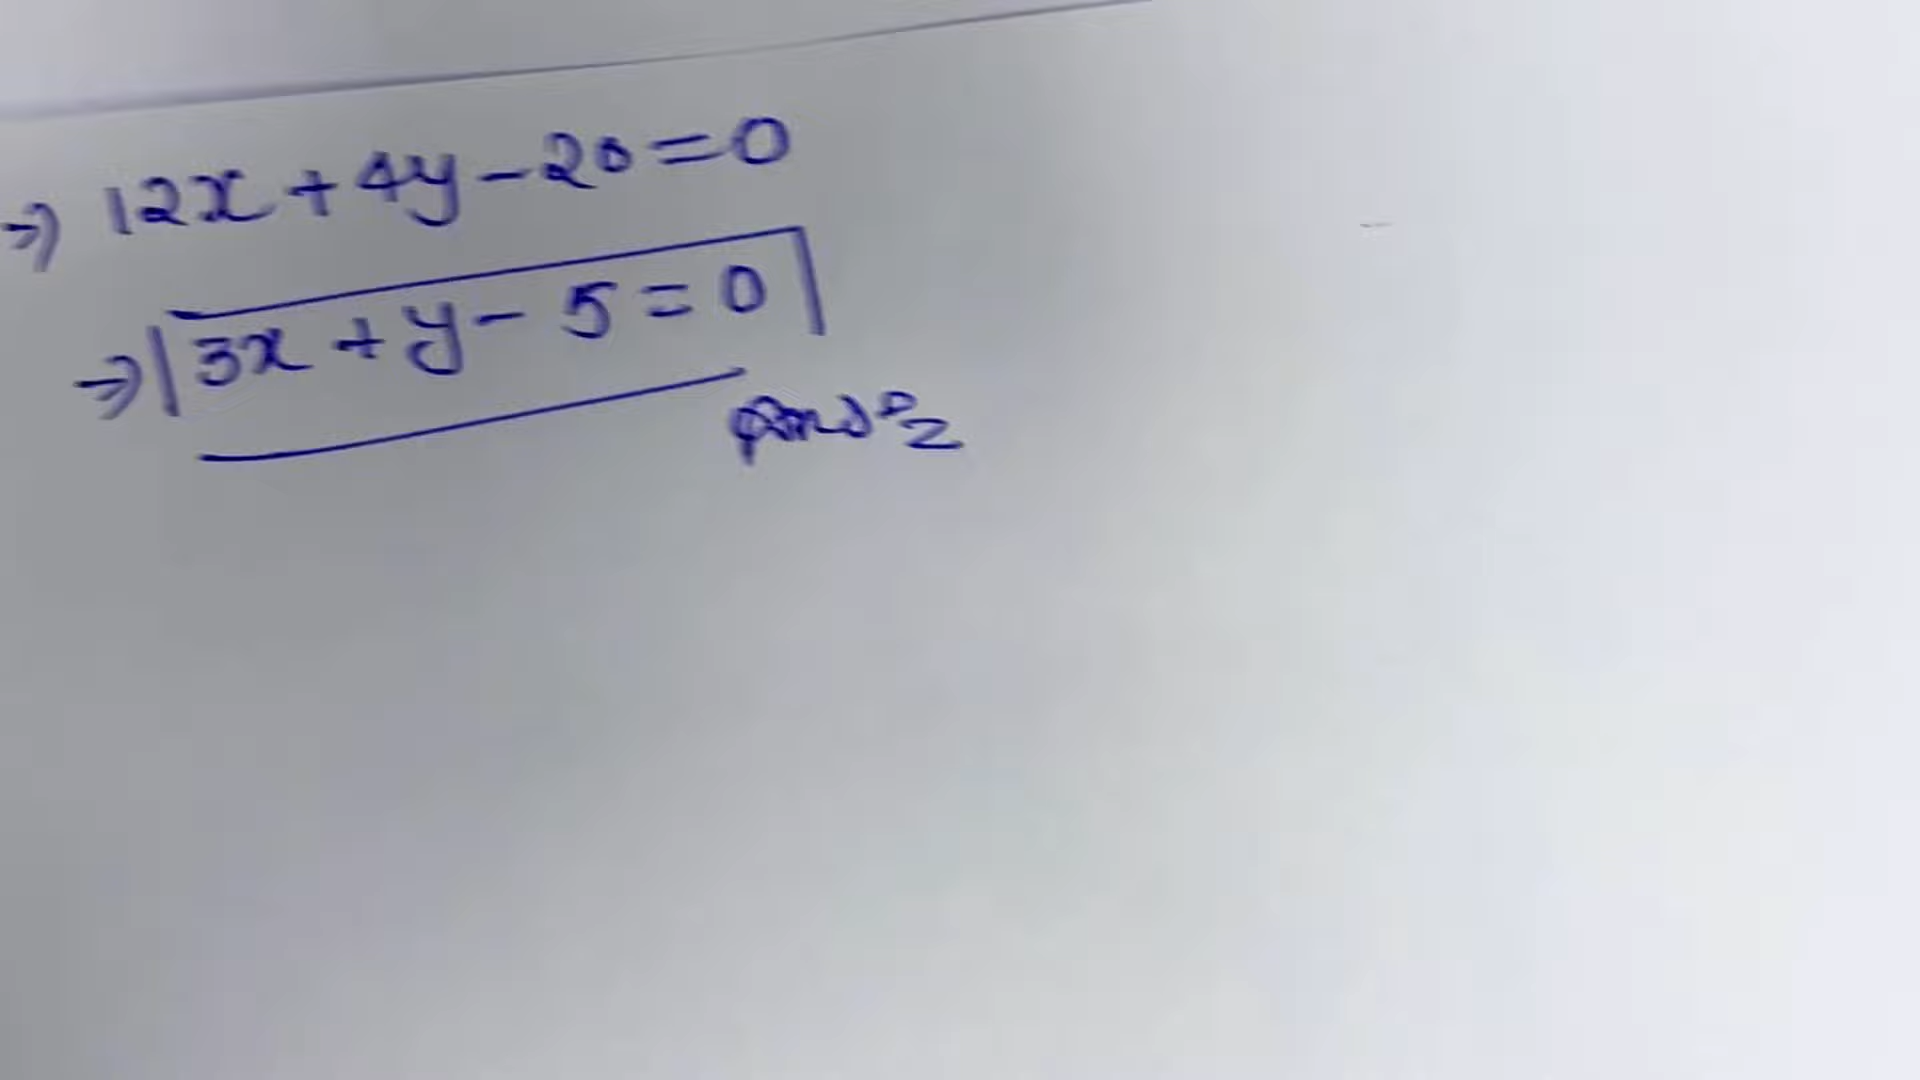 ⇒ 12x + 4y - 20 = 0
⇒ 3x + y - 5 = 0